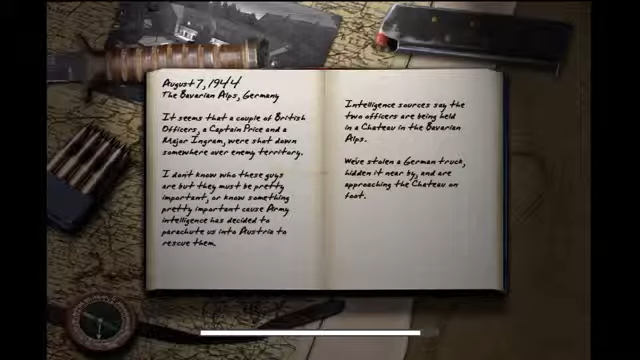 August 7, 1944
The Bavarian Alps, Germany
It seems that a couple of British
Officers, a Captain Price and a
Major Ingram, were shot down
somewhere over enemy territory.
I don't know who these guys
are but they must be pretty
important, or know something
pretty important cause Army
intelligence has decided to
parachute us into Austria to
rescue them.
Intelligence sources say the
two officers are being held
in a Chateau in the Bavarian
Alps.
We've stolen a German truck,
hidden it near by, and are
approaching the Chateau on
foot.